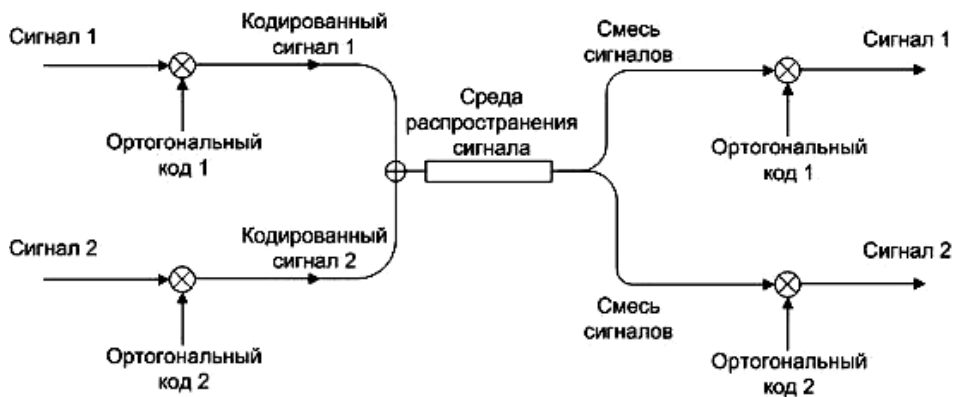 Сигнал 1
Кодированный
сигнал 1
Ортогональный
код 1
Сигнал 2
Кодированный
сигнал 2
Ортогональный
код 2
Среда
распространения
сигнала
Смесь
сигналов
Сигнал 1
Ортогональный
код 1
Смесь
сигналов
Сигнал 2
Ортогональный
код 2